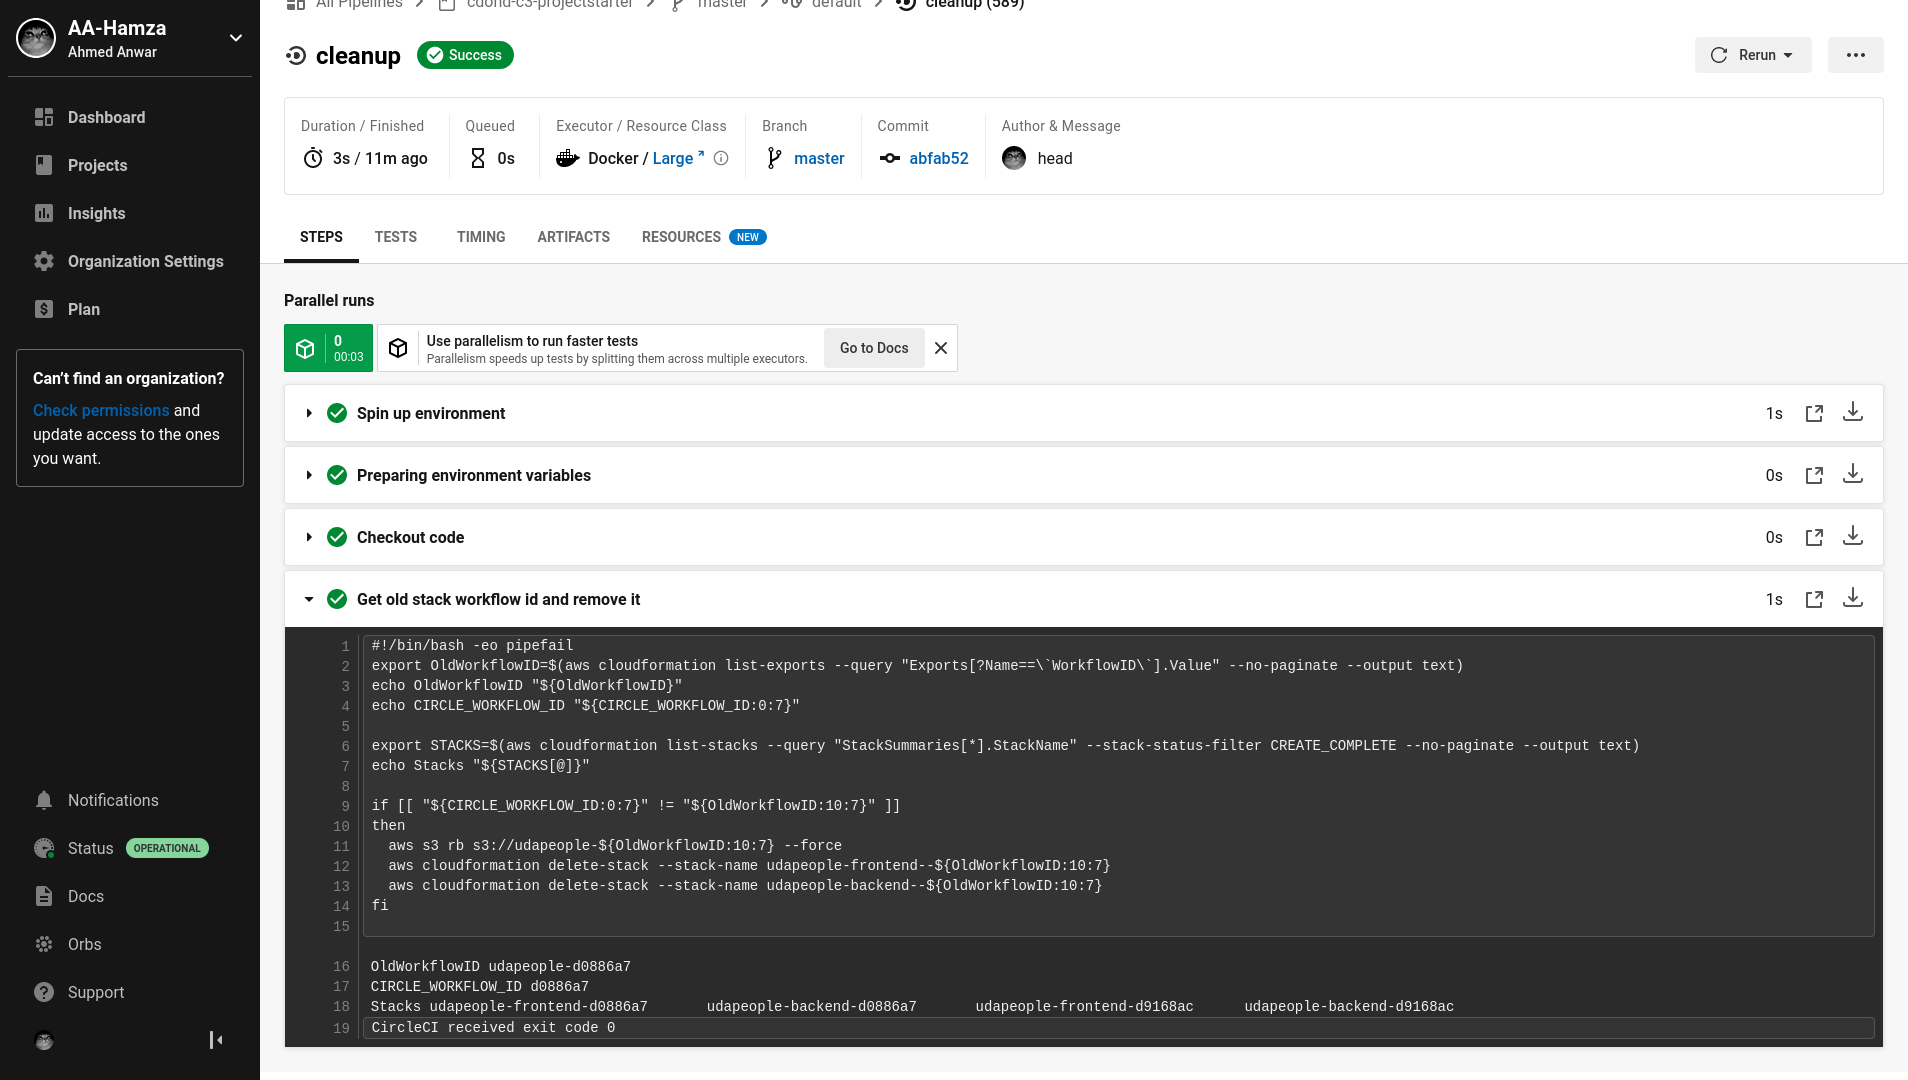 AA-Hamza
Ahmed Anwar
Dashboard
Projects
Insights
Organization Settings
Plan
Can't find an organization?
Check permissions and
update access to the ones
you want.
Notifications
Status OPERATIONAL
Docs
Orbs
Support
All Pipelines cdond-c3-projectstarter master default cleanup (589)
cleanup Success
Rerun
Duration / Finished
3s / 11m ago
Queued
0s
Executor / Resource Class
Docker / Large
Branch
master
Commit
abfab52
Author & Message
head
STEPS TESTS TIMING ARTIFACTS RESOURCES NEW
Parallel runs
0
00:03
Use parallelism to run faster tests
Parallelism speeds up tests by splitting them across multiple executors.
Go to Docs
Spin up environment 1s
Preparing environment variables 0s
Checkout code 0s
Get old stack workflow id and remove it 1s
1 #!/bin/bash -eo pipefail
2 export OldWorkflowID=$(aws cloudformation list-exports --query "Exports[?Name==\`WorkflowID\`].Value" --no-paginate --output text)
3 echo OldWorkflowID "${OldWorkflowID}"
4 echo CIRCLE_WORKFLOW_ID "${CIRCLE_WORKFLOW_ID:0:7}"
5
6 export STACKS=$(aws cloudformation list-stacks --query "StackSummaries[*].StackName" --stack-status-filter CREATE_COMPLETE --no-paginate --output text)
7 echo Stacks "${STACKS[@]}"
8
9 if [[ "${CIRCLE_WORKFLOW_ID:0:7}" != "${OldWorkflowID:10:7}" ]]
10 then
11   aws s3 rb s3://udapeople-${OldWorkflowID:10:7} --force
12   aws cloudformation delete-stack --stack-name udapeople-frontend--${OldWorkflowID:10:7}
13   aws cloudformation delete-stack --stack-name udapeople-backend--${OldWorkflowID:10:7}
14 fi
15
16 OldWorkflowID udapeople-d0886a7
17 CIRCLE_WORKFLOW_ID d0886a7
18 Stacks udapeople-frontend-d0886a7 udapeople-backend-d0886a7 udapeople-frontend-d9168ac udapeople-backend-d9168ac
19 CircleCI received exit code 0